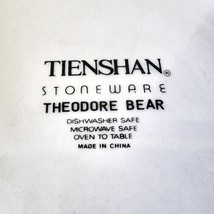 TIENSHAN®
STONEWARE
THEODORE BEAR
DISHWASHER SAFE
MICROWAVE SAFE
OVEN TO TABLE
MADE IN CHINA